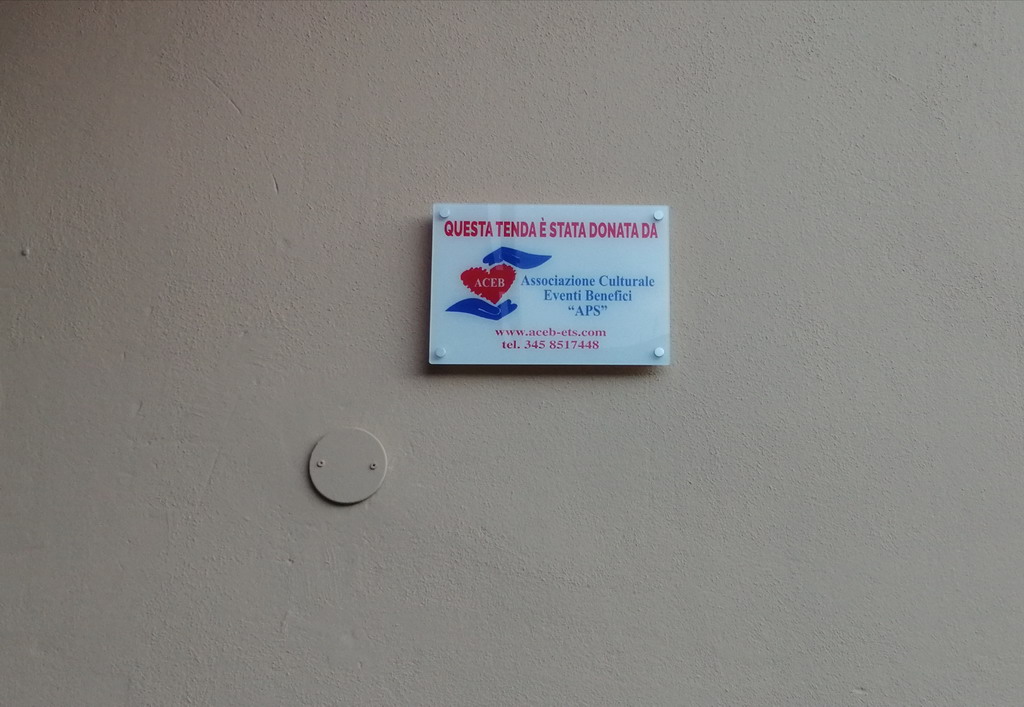 QUESTA TENDA È STATA DONATA DA
ACEB
Associazione Culturale
Eventi Benefici
“APS”
www.aceb-ets.com
tel. 345 8517448